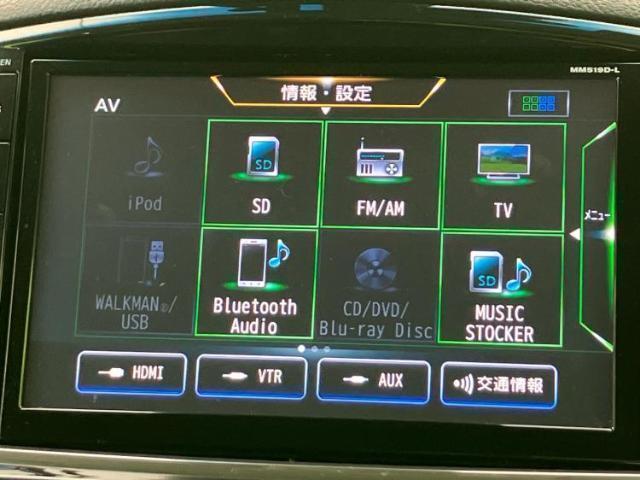 MM519D-L
情報・設定
AV
iPod
SD
SD
FM/AM
TV
メニュー
WALKMAN®/
USB
Bluetooth
Audio
CD/DVD/
Blu-ray Disc
SD
MUSIC
STOCKER
HDMI
VTR
AUX
交通情報